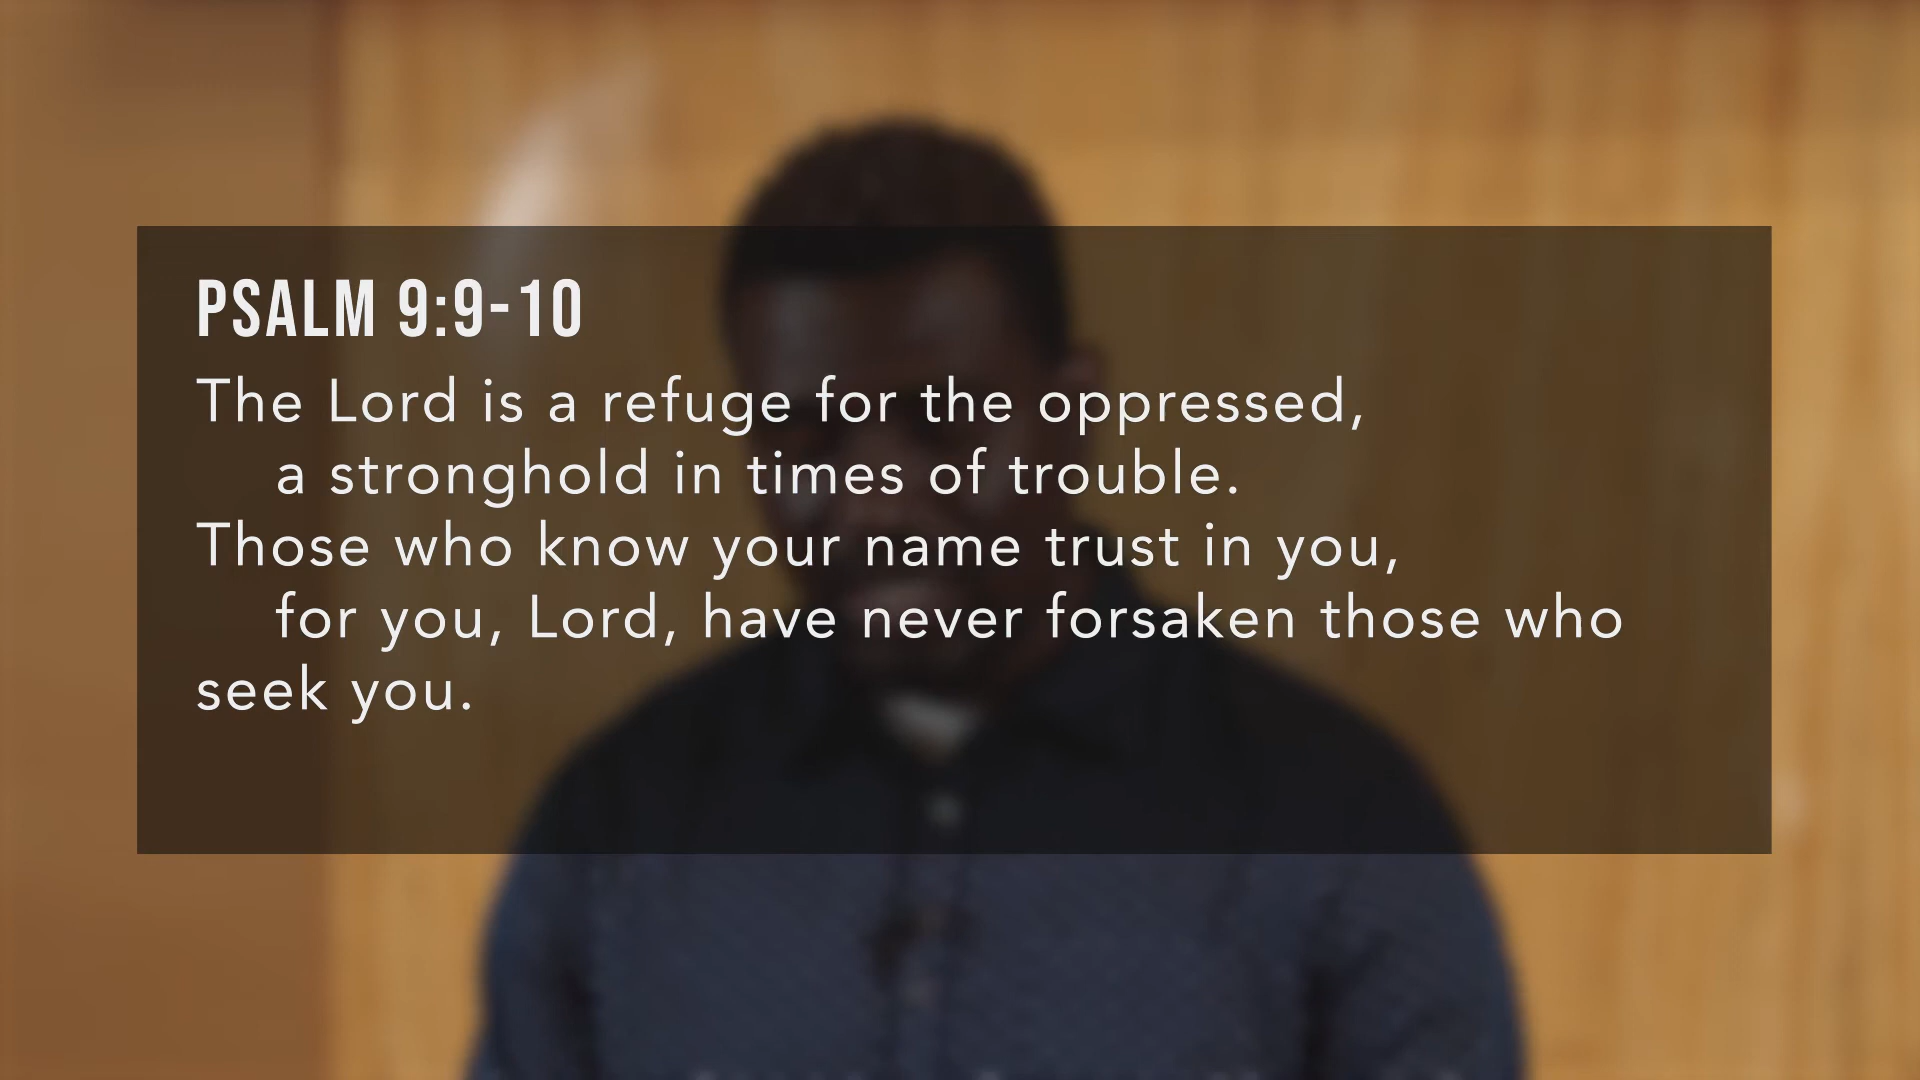 PSALM 9:9-10
The Lord is a refuge for the oppressed,
a stronghold in times of trouble.
Those who know your name trust in you,
for you, Lord, have never forsaken those who
seek you.